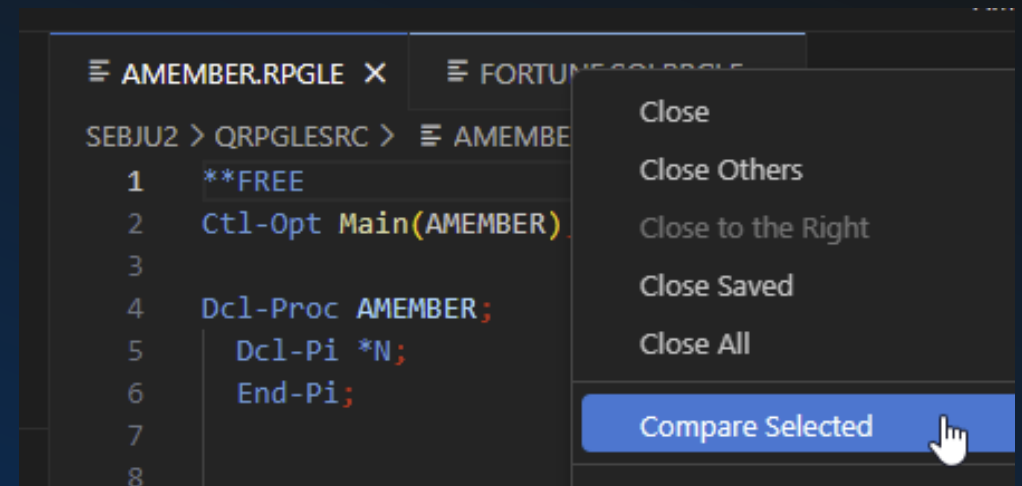 AMEMBER.RPGLE
Close
SEBJU2 > QRPGLESRC >
Close Others
1 **FREE
2 Ctl-Opt Main(AMEMBER)
Close to the Right
3
Close Saved
4 Dcl-Proc AMEMBER;
5 Dcl-Pi *N;
Close All
6 End-Pi;
7
Compare Selected
8